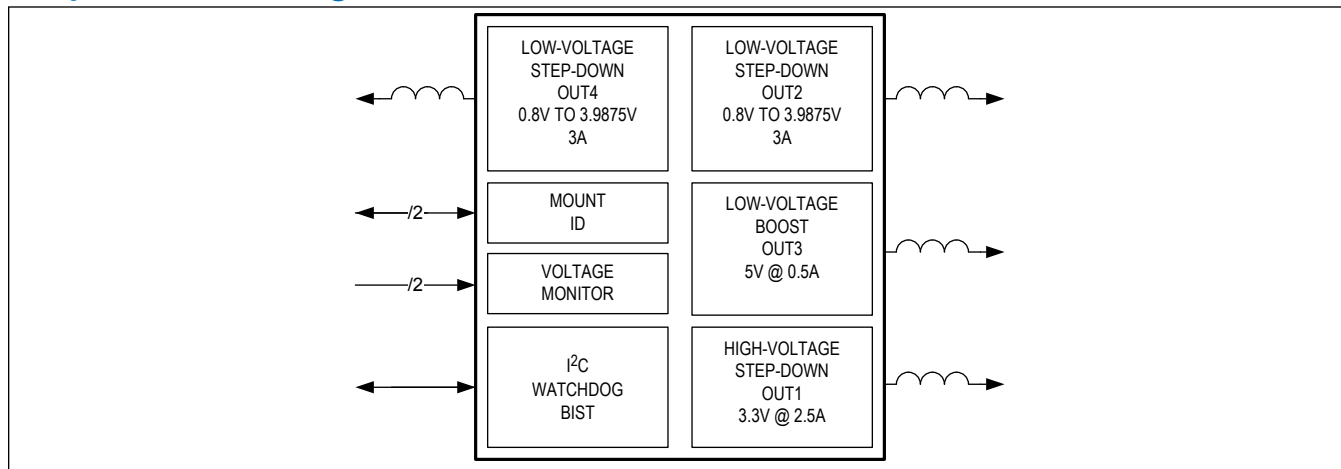 LOW-VOLTAGE
STEP-DOWN
OUT4
0.8V TO 3.9875V
3A
LOW-VOLTAGE
STEP-DOWN
OUT2
0.8V TO 3.9875V
3A
/2
MOUNT
ID
/2
VOLTAGE
MONITOR
LOW-VOLTAGE
BOOST
OUT3
5V @ 0.5A
I²C
WATCHDOG
BIST
HIGH-VOLTAGE
STEP-DOWN
OUT1
3.3V @ 2.5A